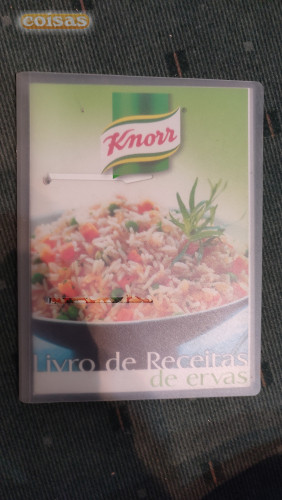 coisas
Knorr
Livro de Receitas
de ervas